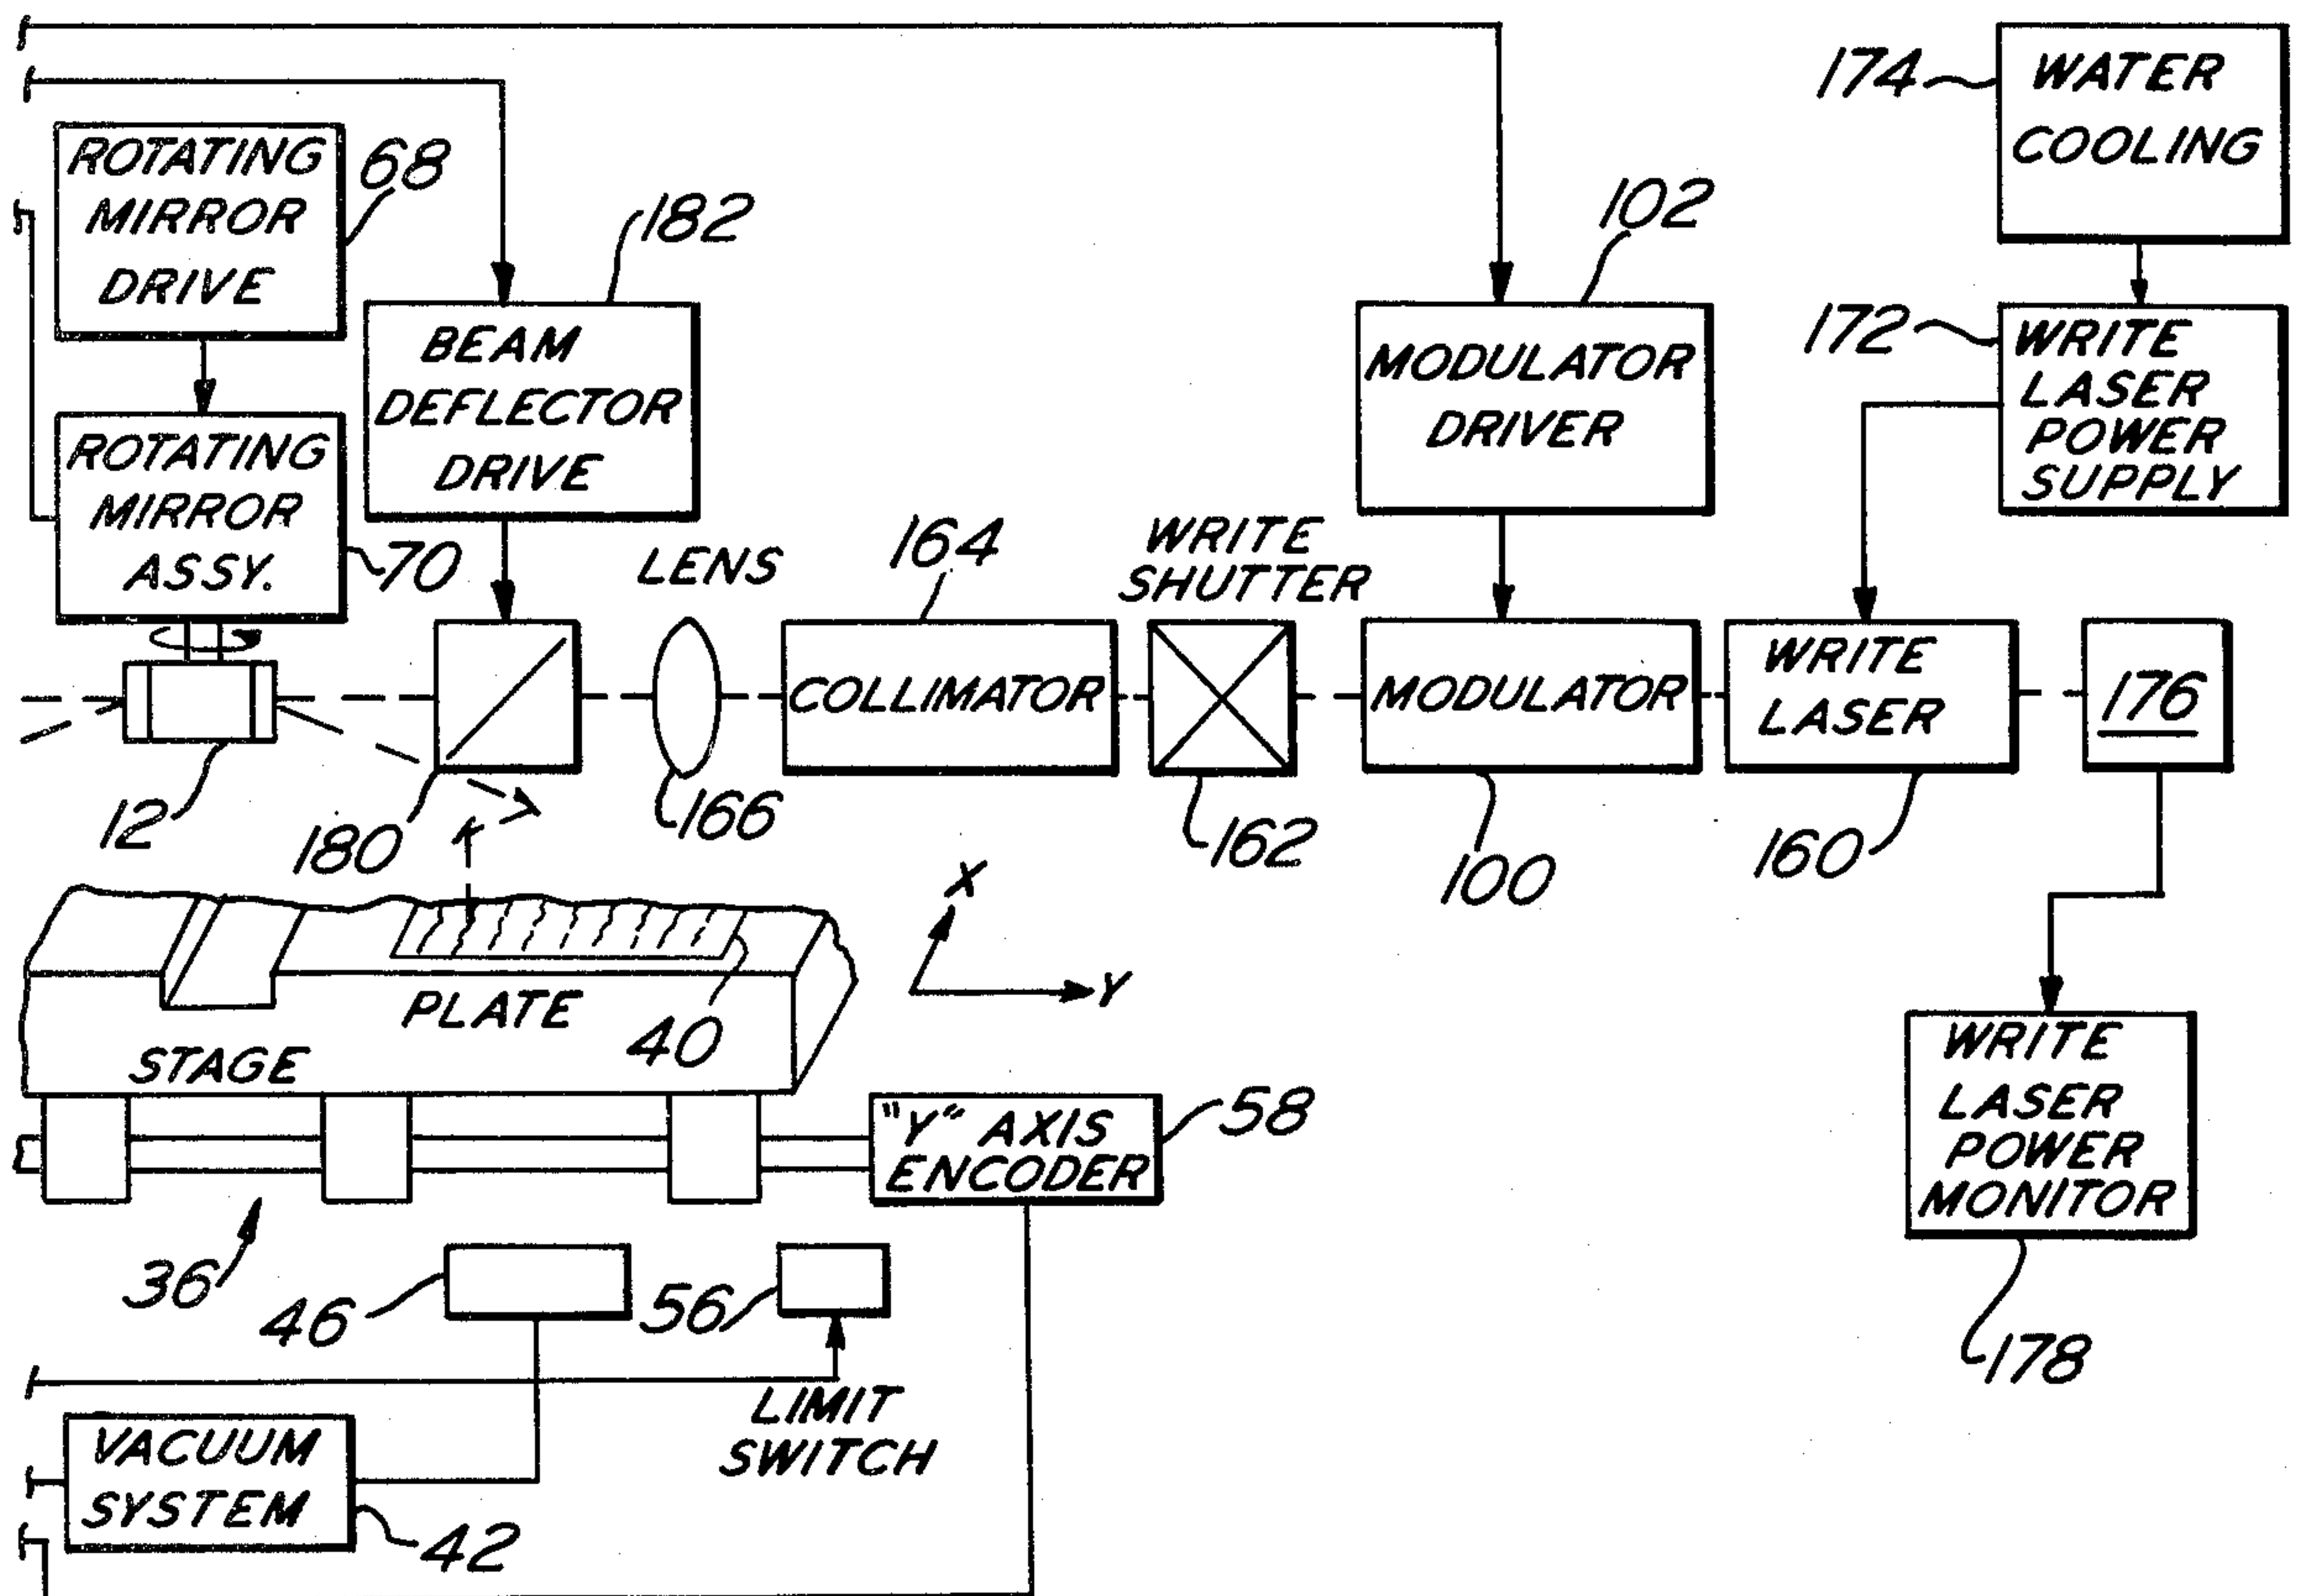 174
WATER
COOLING
ROTATING
MIRROR
DRIVE
68
182
102
172
WRITE
LASER
POWER
SUPPLY
BEAM
DEFLECTOR
DRIVE
MODULATOR
DRIVER
ROTATING
MIRROR
ASSY.
70
LENS
164
WRITE
SHUTTER
COLLIMATOR
MODULATOR
WRITE
LASER
176
12
180
166
162
100
160
X
Y
PLATE
40
STAGE
"Y" AXIS
ENCODER
58
WRITE
LASER
POWER
MONITOR
36
46
56
178
LIMIT
SWITCH
VACUUM
SYSTEM
42